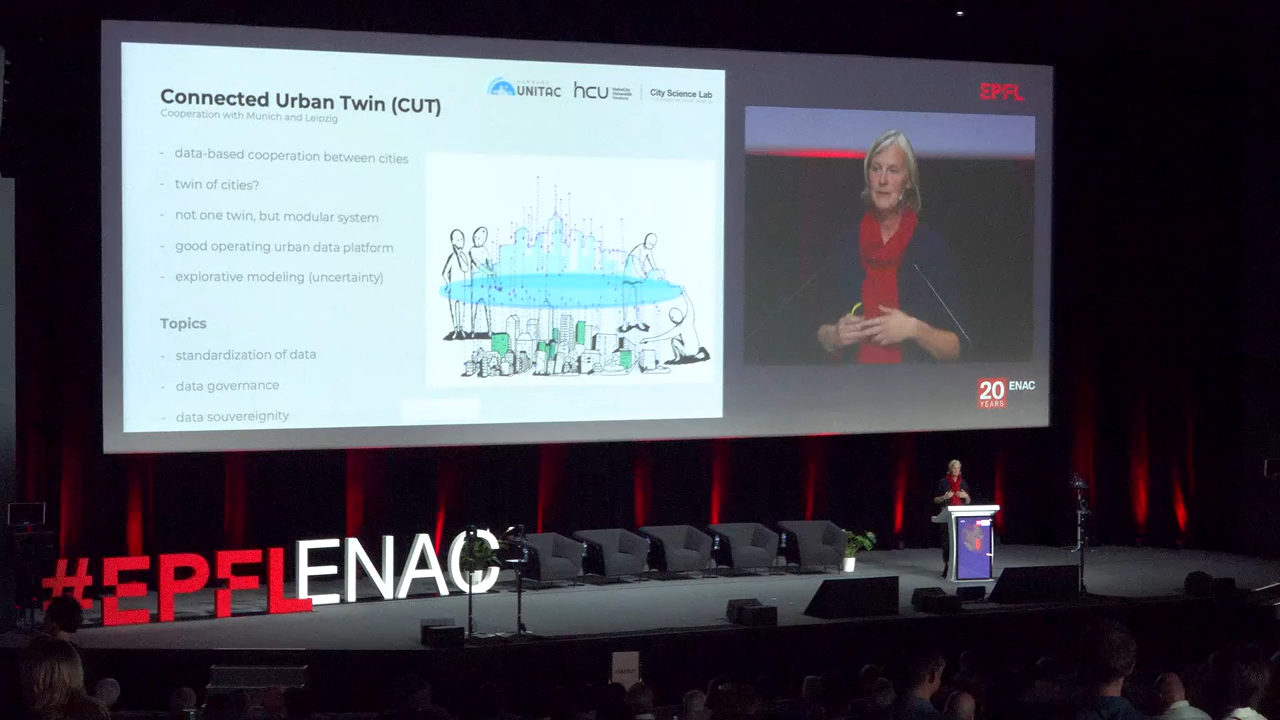 UNITAC
hcu
City Science Lab
Connected Urban Twin (CUT)
Cooperation with Munich and Leipzig
- data-based cooperation between cities
- twin of cities?
- not one twin, but modular system
- good operating urban data platform
- explorative modeling (uncertainty)
Topics
- standardization of data
- data governance
- data souvereignity
EPFL
20 YEARS ENAC
#EPFLENAC